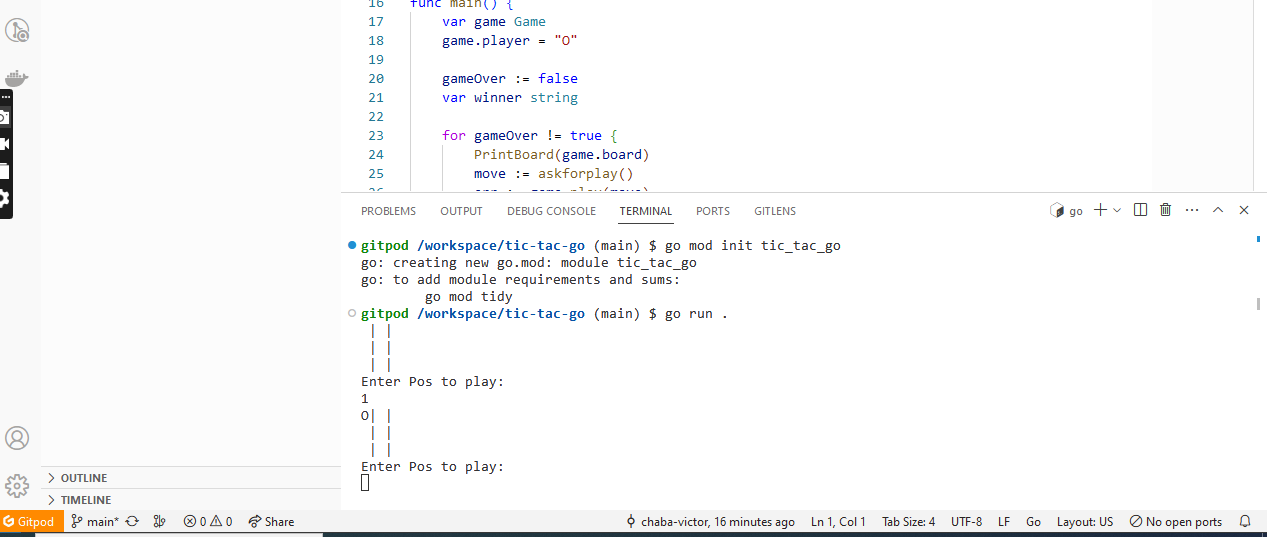 16 func main() {
17 var game Game
18 game.player = "O"
19
20 gameOver := false
21 var winner string
22
23 for gameOver != true {
24 PrintBoard(game.board)
25 move := askforplay()
PROBLEMS OUTPUT DEBUG CONSOLE TERMINAL PORTS GITLENS go
gitpod /workspace/tic-tac-go (main) $ go mod init tic_tac_go
go: creating new go.mod: module tic_tac_go
go: to add module requirements and sums:
go mod tidy
gitpod /workspace/tic-tac-go (main) $ go run .
| |
| |
| |
Enter Pos to play:
1
O| |
| |
| |
Enter Pos to play:
OUTLINE
TIMELINE
Gitpod main* 0 0 Share chaba-victor, 16 minutes ago Ln 1, Col 1 Tab Size: 4 UTF-8 LF Go Layout: US No open ports